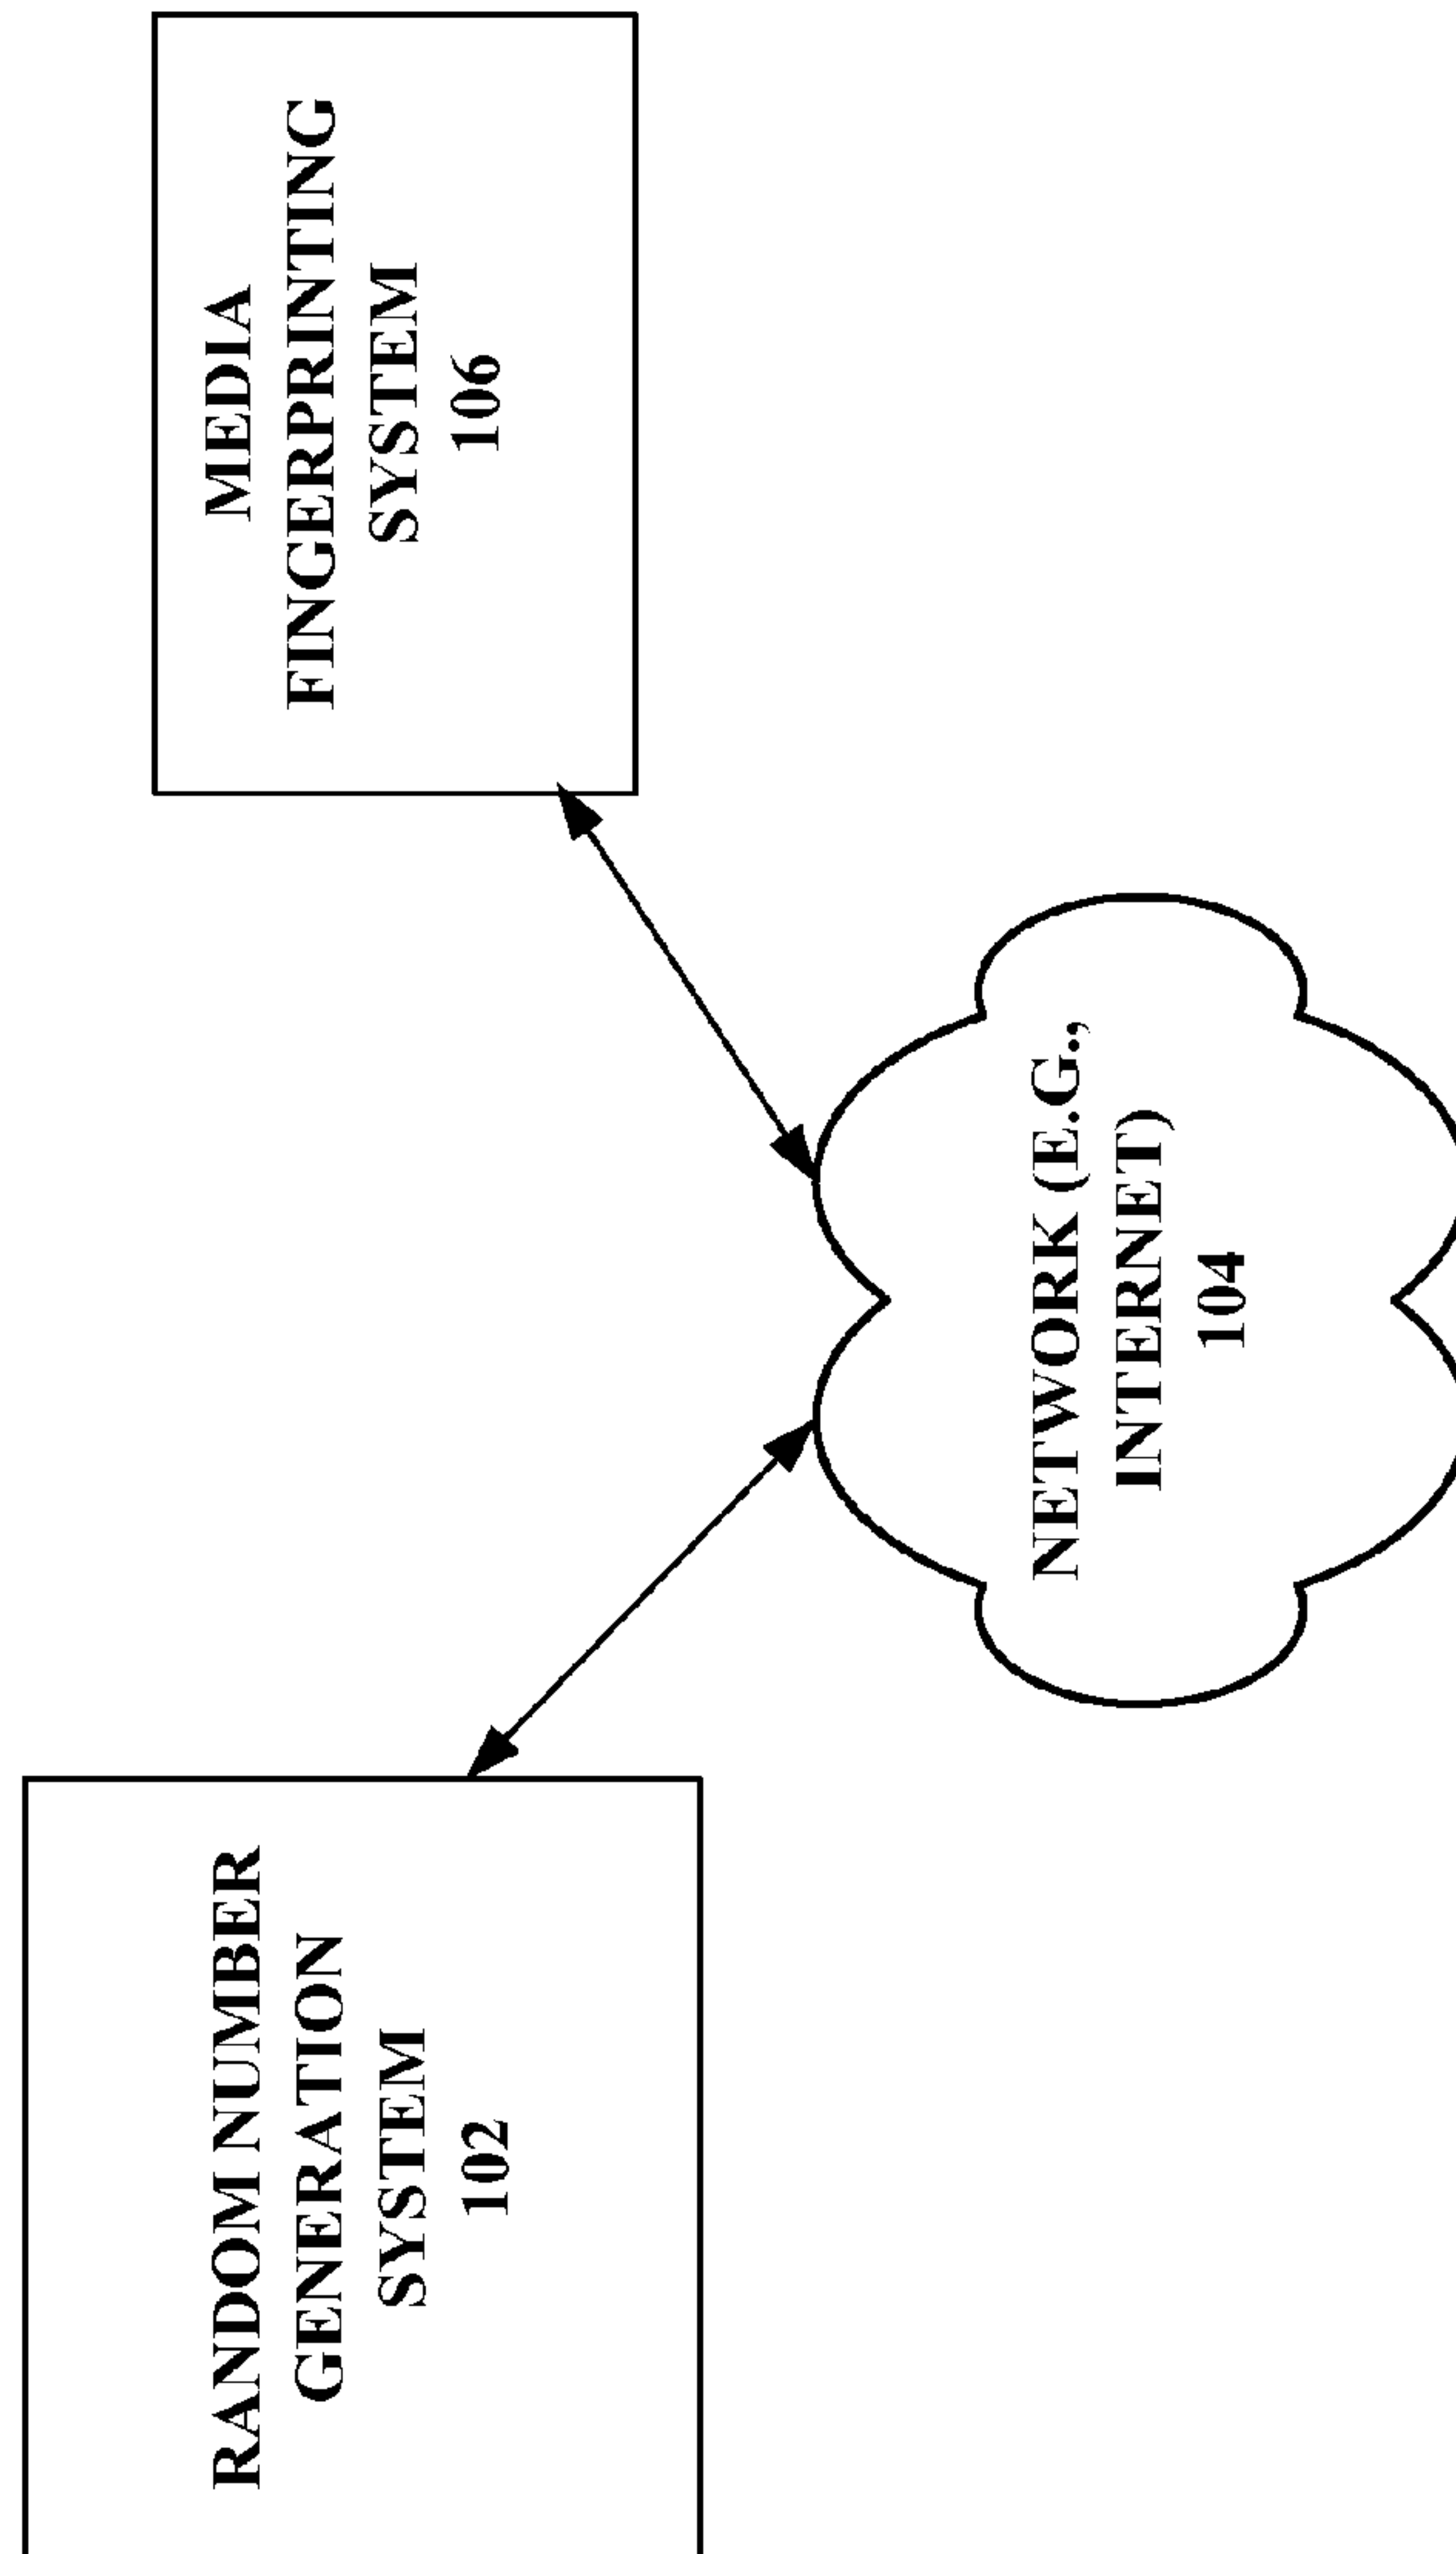 RANDOM NUMBER
GENERATION
SYSTEM
102
MEDIA
FINGERPRINTING
SYSTEM
106
NETWORK (E.G.,
INTERNET)
104